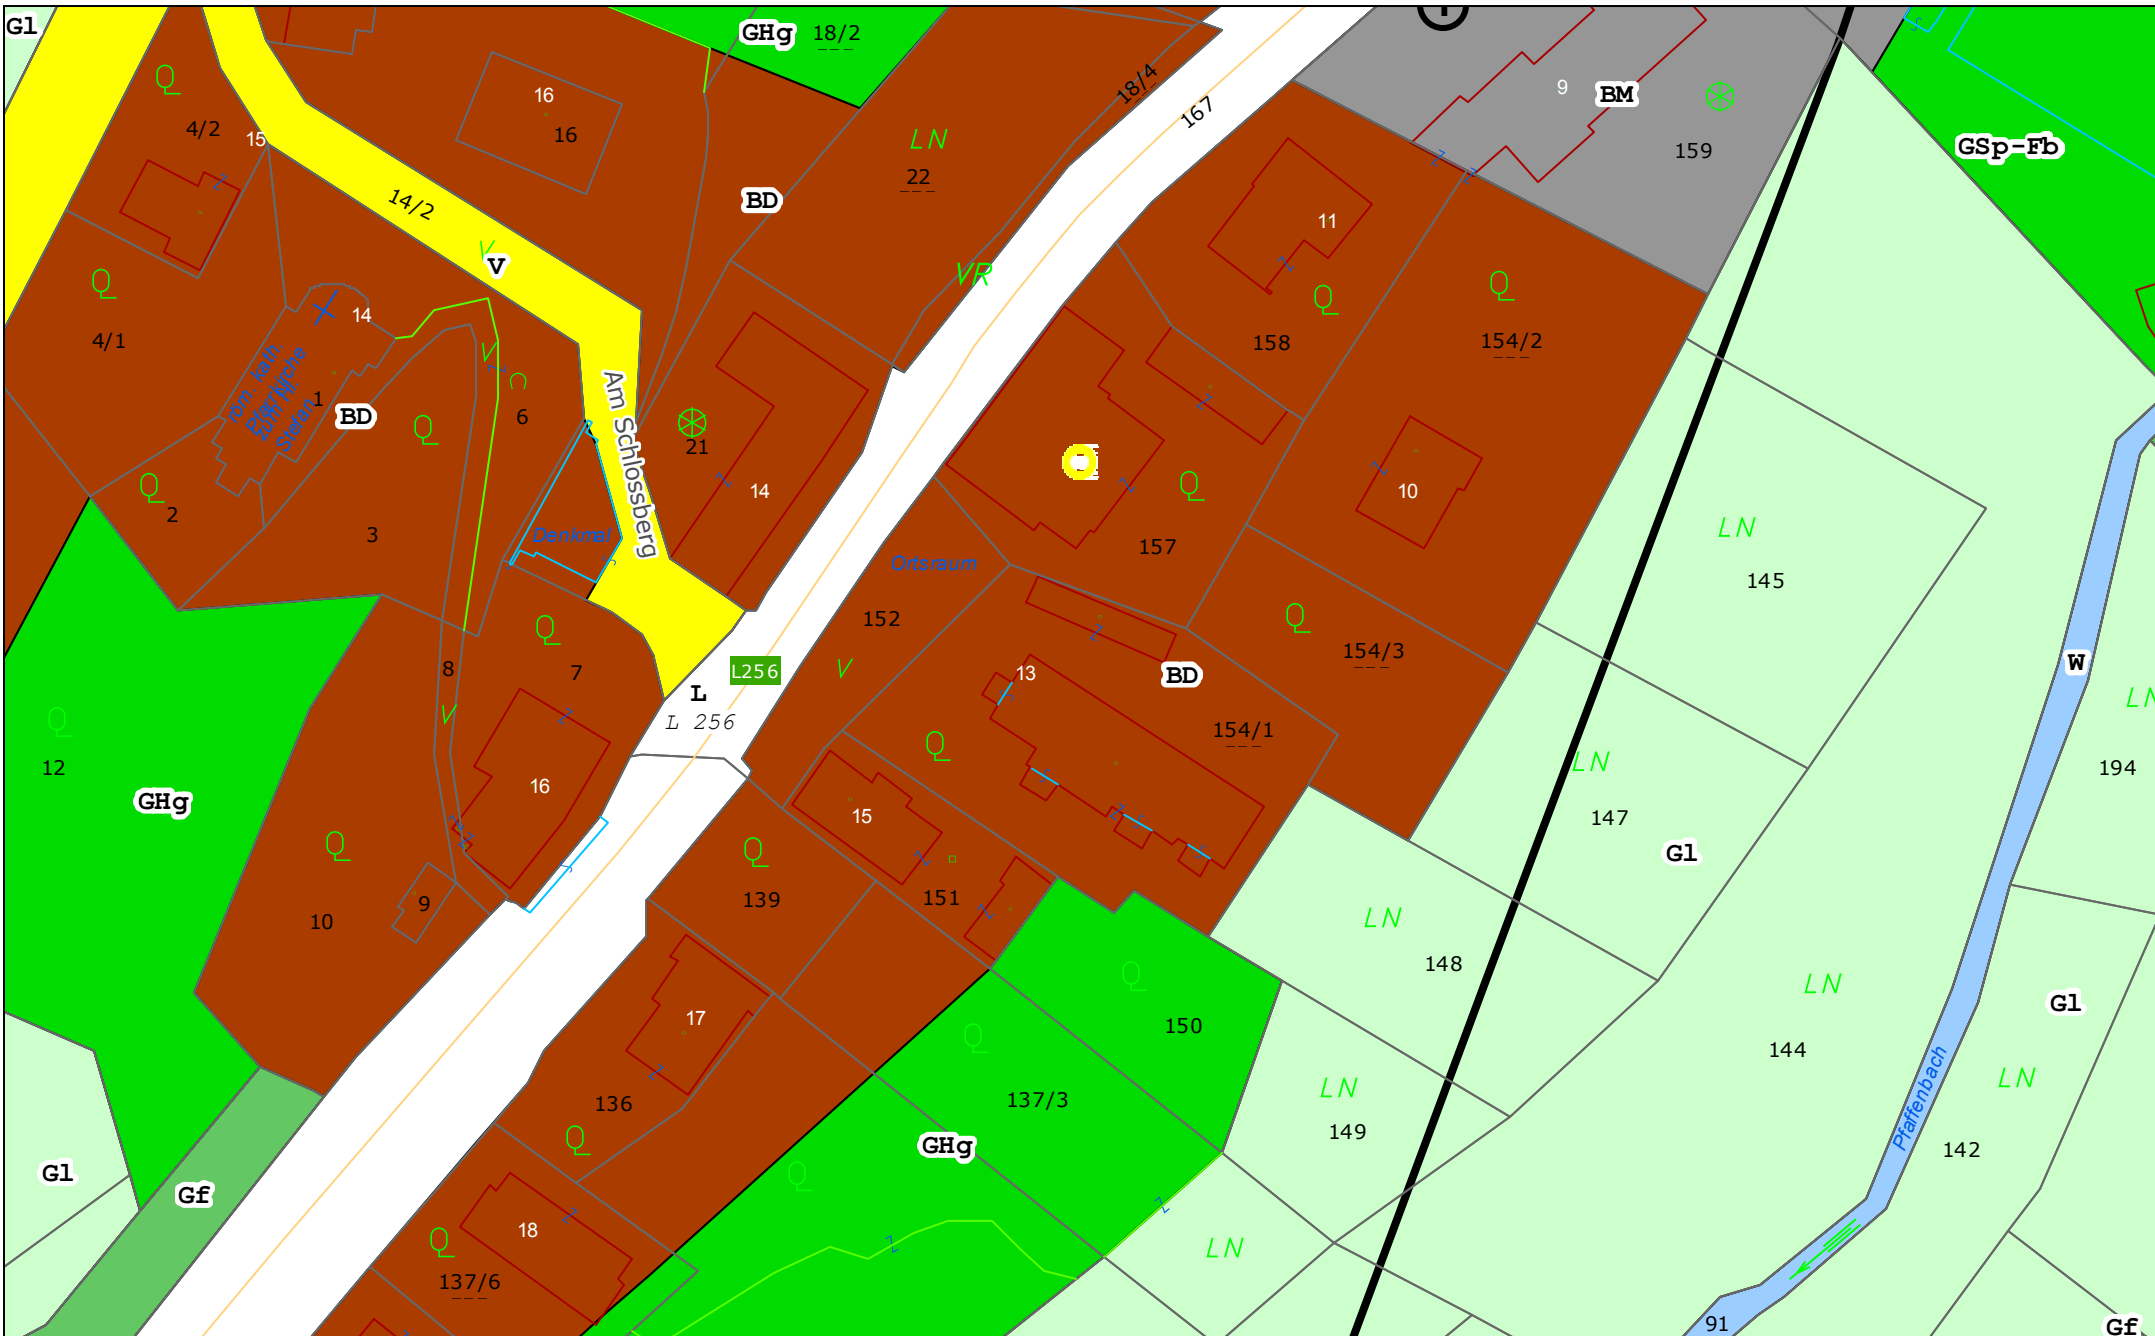 Gl
GHg
18/2
18/4
167
9
BM
159
GSp-Fb
16
16
4/2
15
LN
22
BD
14/2
V
V
11
VR
4/1
14
röm. kath.
Pfarrkirche
zum Hl.
Stefan
1
BD
6
3
2
Am Schlossberg
21
14
Denkmal
158
154/2
10
157
Ortsraum
152
V
L256
L
L 256
154/3
BD
13
154/1
LN
145
W
LN
194
LN
147
Gl
8
V
7
16
12
GHg
10
9
15
139
151
LN
148
17
136
150
137/3
GHg
LN
149
LN
144
Gl
LN
142
Pfaffenbach
Gl
Gf
18
137/6
LN
91
Gf